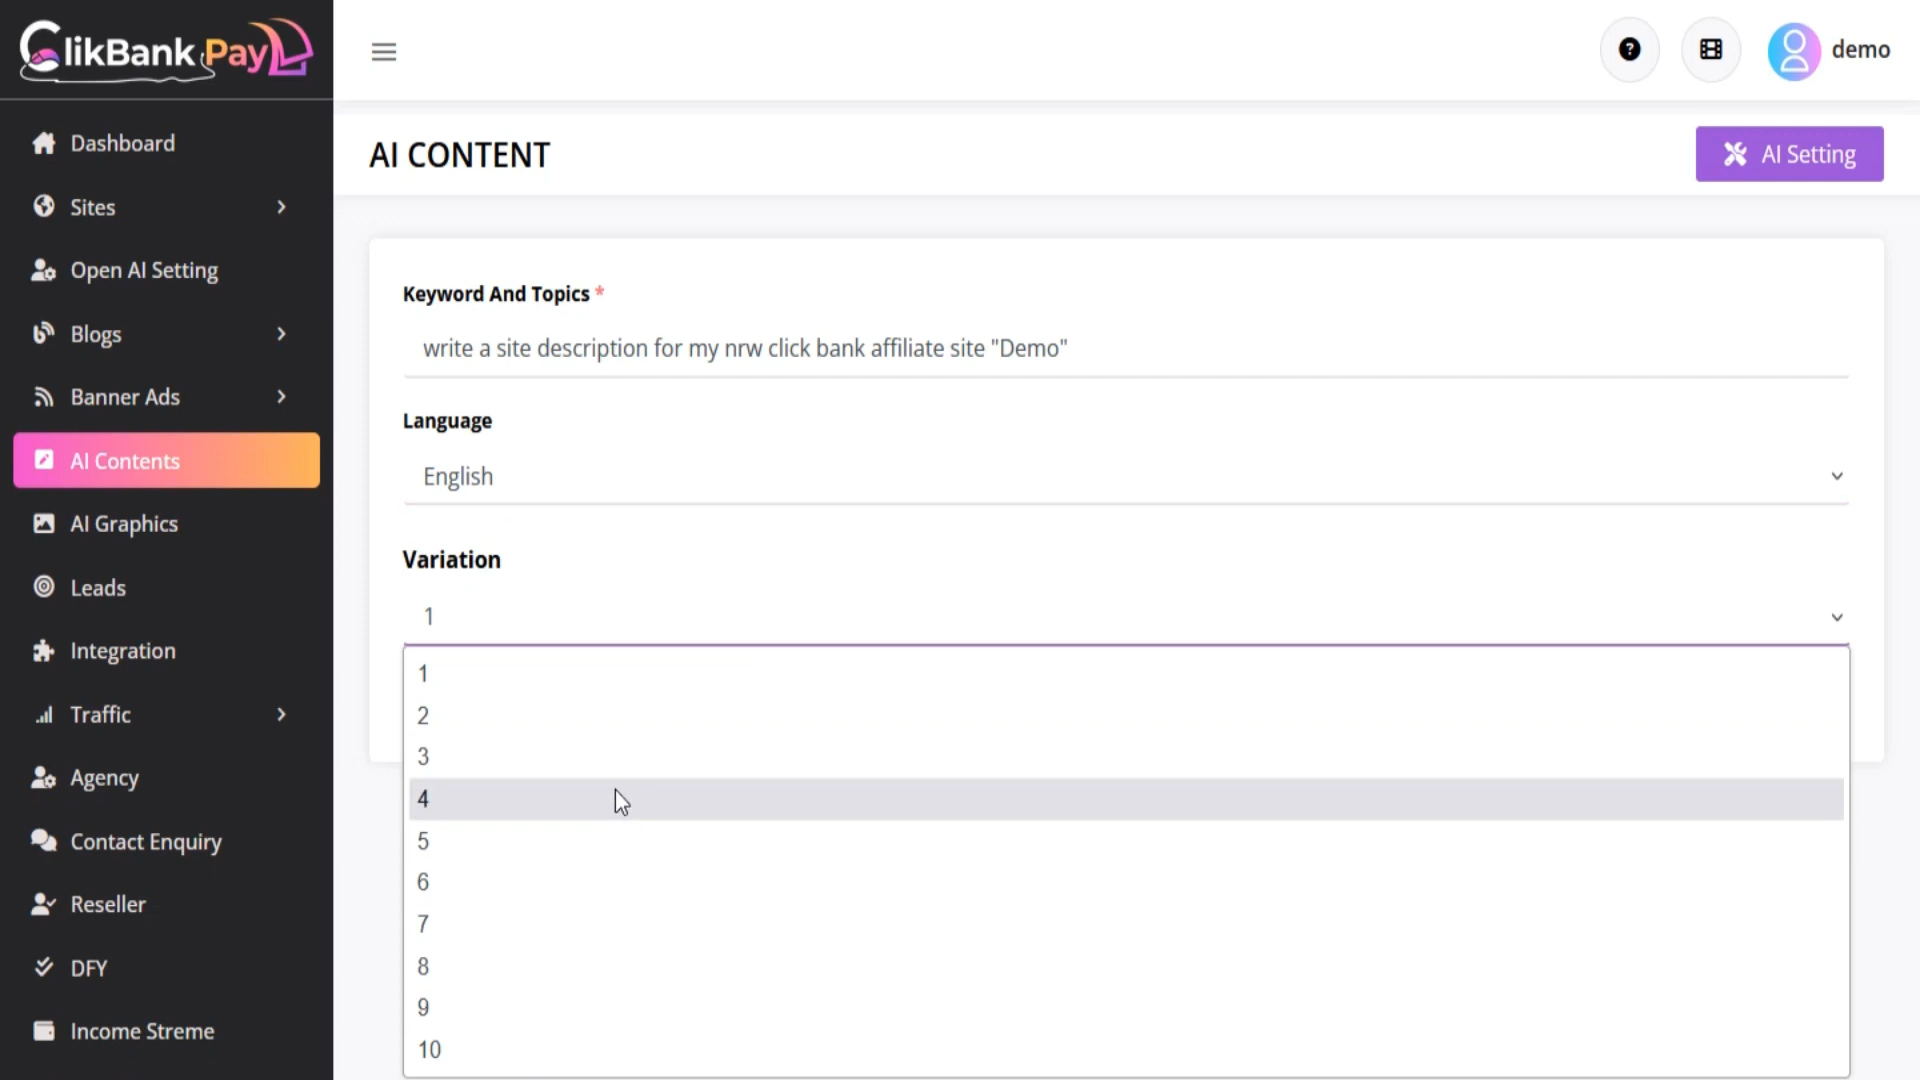 ClikBank Pay
demo
AI CONTENT
AI Setting
Dashboard
Sites
Open AI Setting
Blogs
Banner Ads
AI Contents
AI Graphics
Leads
Integration
Traffic
Agency
Contact Enquiry
Reseller
DFY
Income Streme
Keyword And Topics *
write a site description for my nrw click bank affiliate site "Demo"
Language
English
Variation
1
1
2
3
4
5
6
7
8
9
10